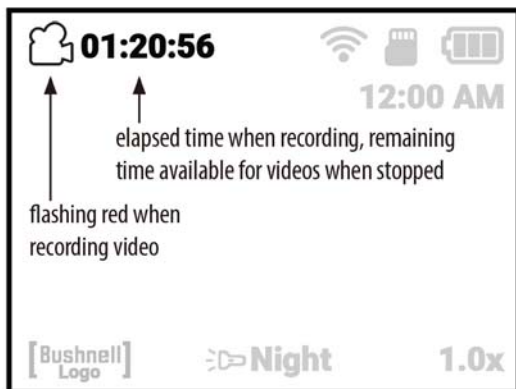 01:20:56
12:00 AM
elapsed time when recording, remaining
time available for videos when stopped
flashing red when
recording video
[Bushnell]
Logo
Night
1.0x